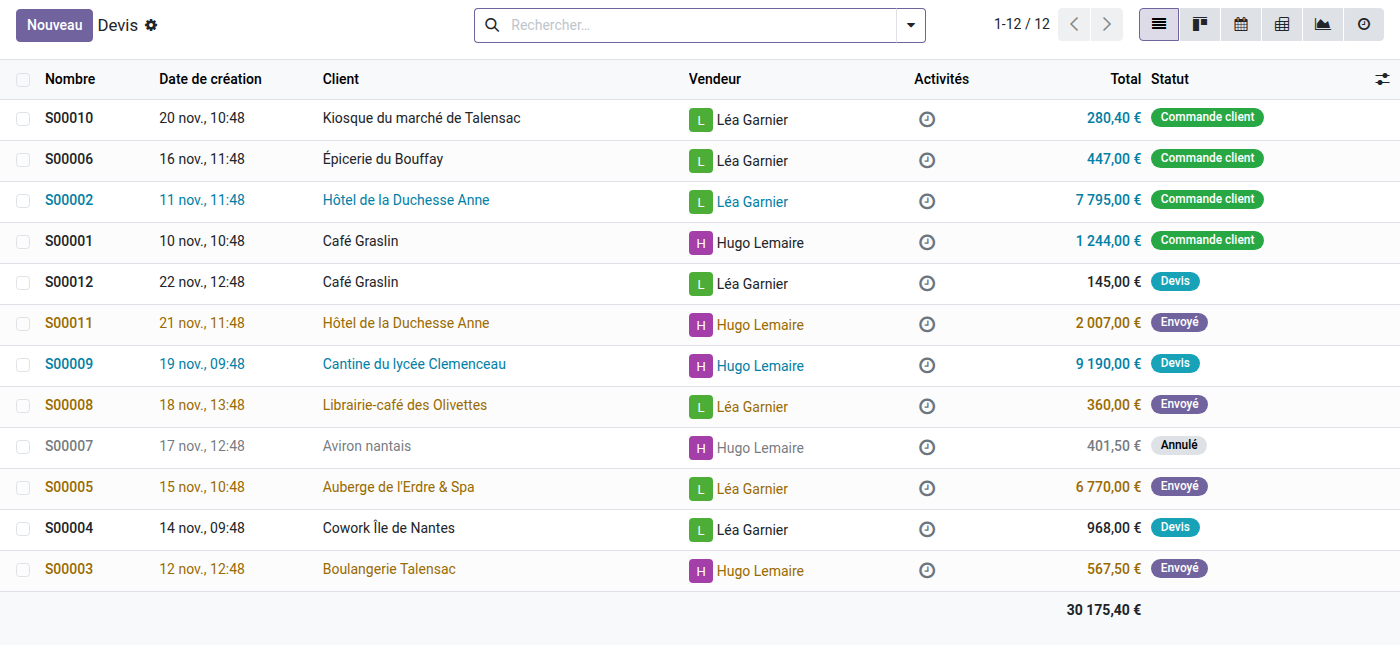 Nouveau Devis
Rechercher...
1-12 / 12
Nombre Date de création Client Vendeur Activités Total Statut
S00010 20 nov., 10:48 Kiosque du marché de Talensac L Léa Garnier 280,40 € Commande client
S00006 16 nov., 11:48 Épicerie du Bouffay L Léa Garnier 447,00 € Commande client
S00002 11 nov., 11:48 Hôtel de la Duchesse Anne L Léa Garnier 7 795,00 € Commande client
S00001 10 nov., 10:48 Café Graslin H Hugo Lemaire 1 244,00 € Commande client
S00012 22 nov., 12:48 Café Graslin L Léa Garnier 145,00 € Devis
S00011 21 nov., 11:48 Hôtel de la Duchesse Anne H Hugo Lemaire 2 007,00 € Envoyé
S00009 19 nov., 09:48 Cantine du lycée Clemenceau H Hugo Lemaire 9 190,00 € Devis
S00008 18 nov., 13:48 Librairie-café des Olivettes L Léa Garnier 360,00 € Envoyé
S00007 17 nov., 12:48 Aviron nantais H Hugo Lemaire 401,50 € Annulé
S00005 15 nov., 10:48 Auberge de l'Erdre & Spa L Léa Garnier 6 770,00 € Envoyé
S00004 14 nov., 09:48 Cowork Île de Nantes L Léa Garnier 968,00 € Devis
S00003 12 nov., 12:48 Boulangerie Talensac H Hugo Lemaire 567,50 € Envoyé
30 175,40 €